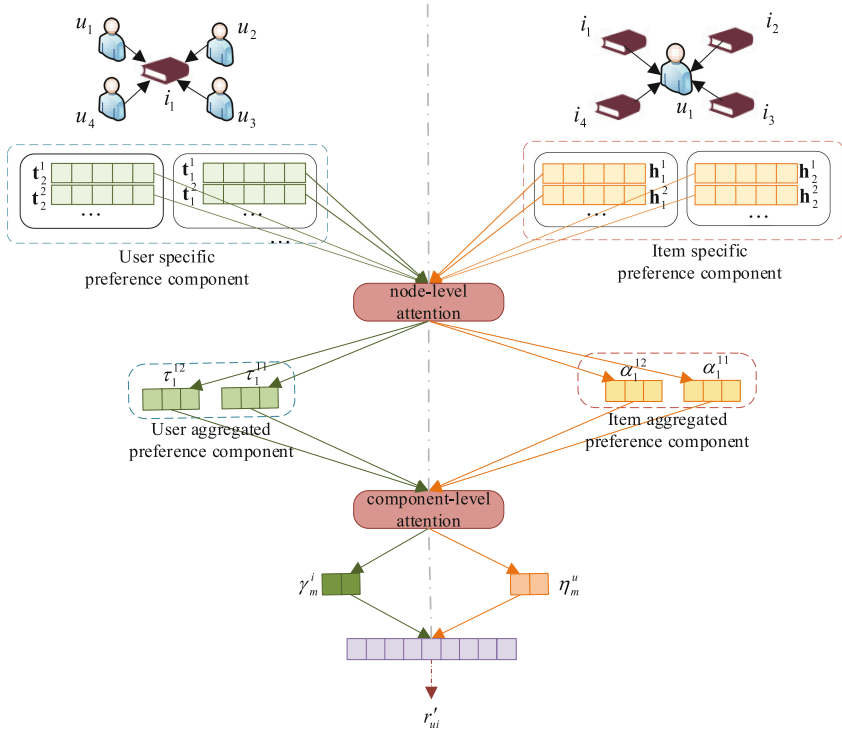 u₁
u₂
i₁
u₄
u₃
i₁
i₂
u₁
i₄
i₃
t₂¹
t₂²
...
t₁¹
t₁²
...
...
User specific
preference component
h₁¹
h₁²
...
h₂¹
h₂²
...
Item specific
preference component
node-level
attention
τ₁¹²
τ₁¹¹
User aggregated
preference component
α₁¹²
α₁¹¹
Item aggregated
preference component
component-level
attention
γₘⁱ
ηₘᵘ
r′ᵤᵢ